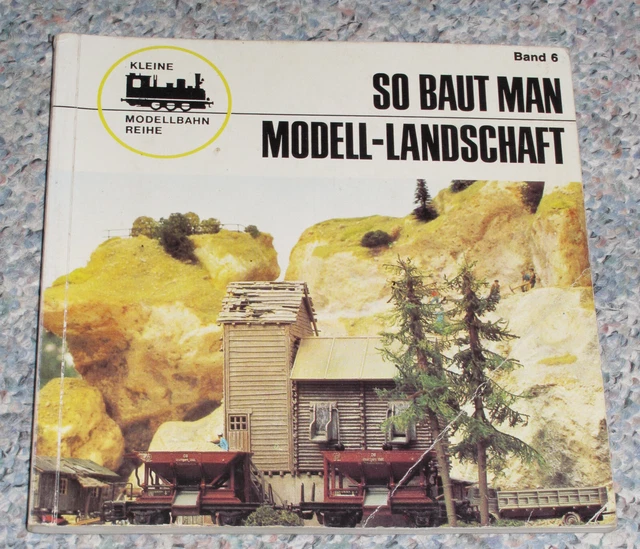 Band 6
KLEINE
MODELLBAHN
REIHE
SO BAUT MAN
MODELL-LANDSCHAFT